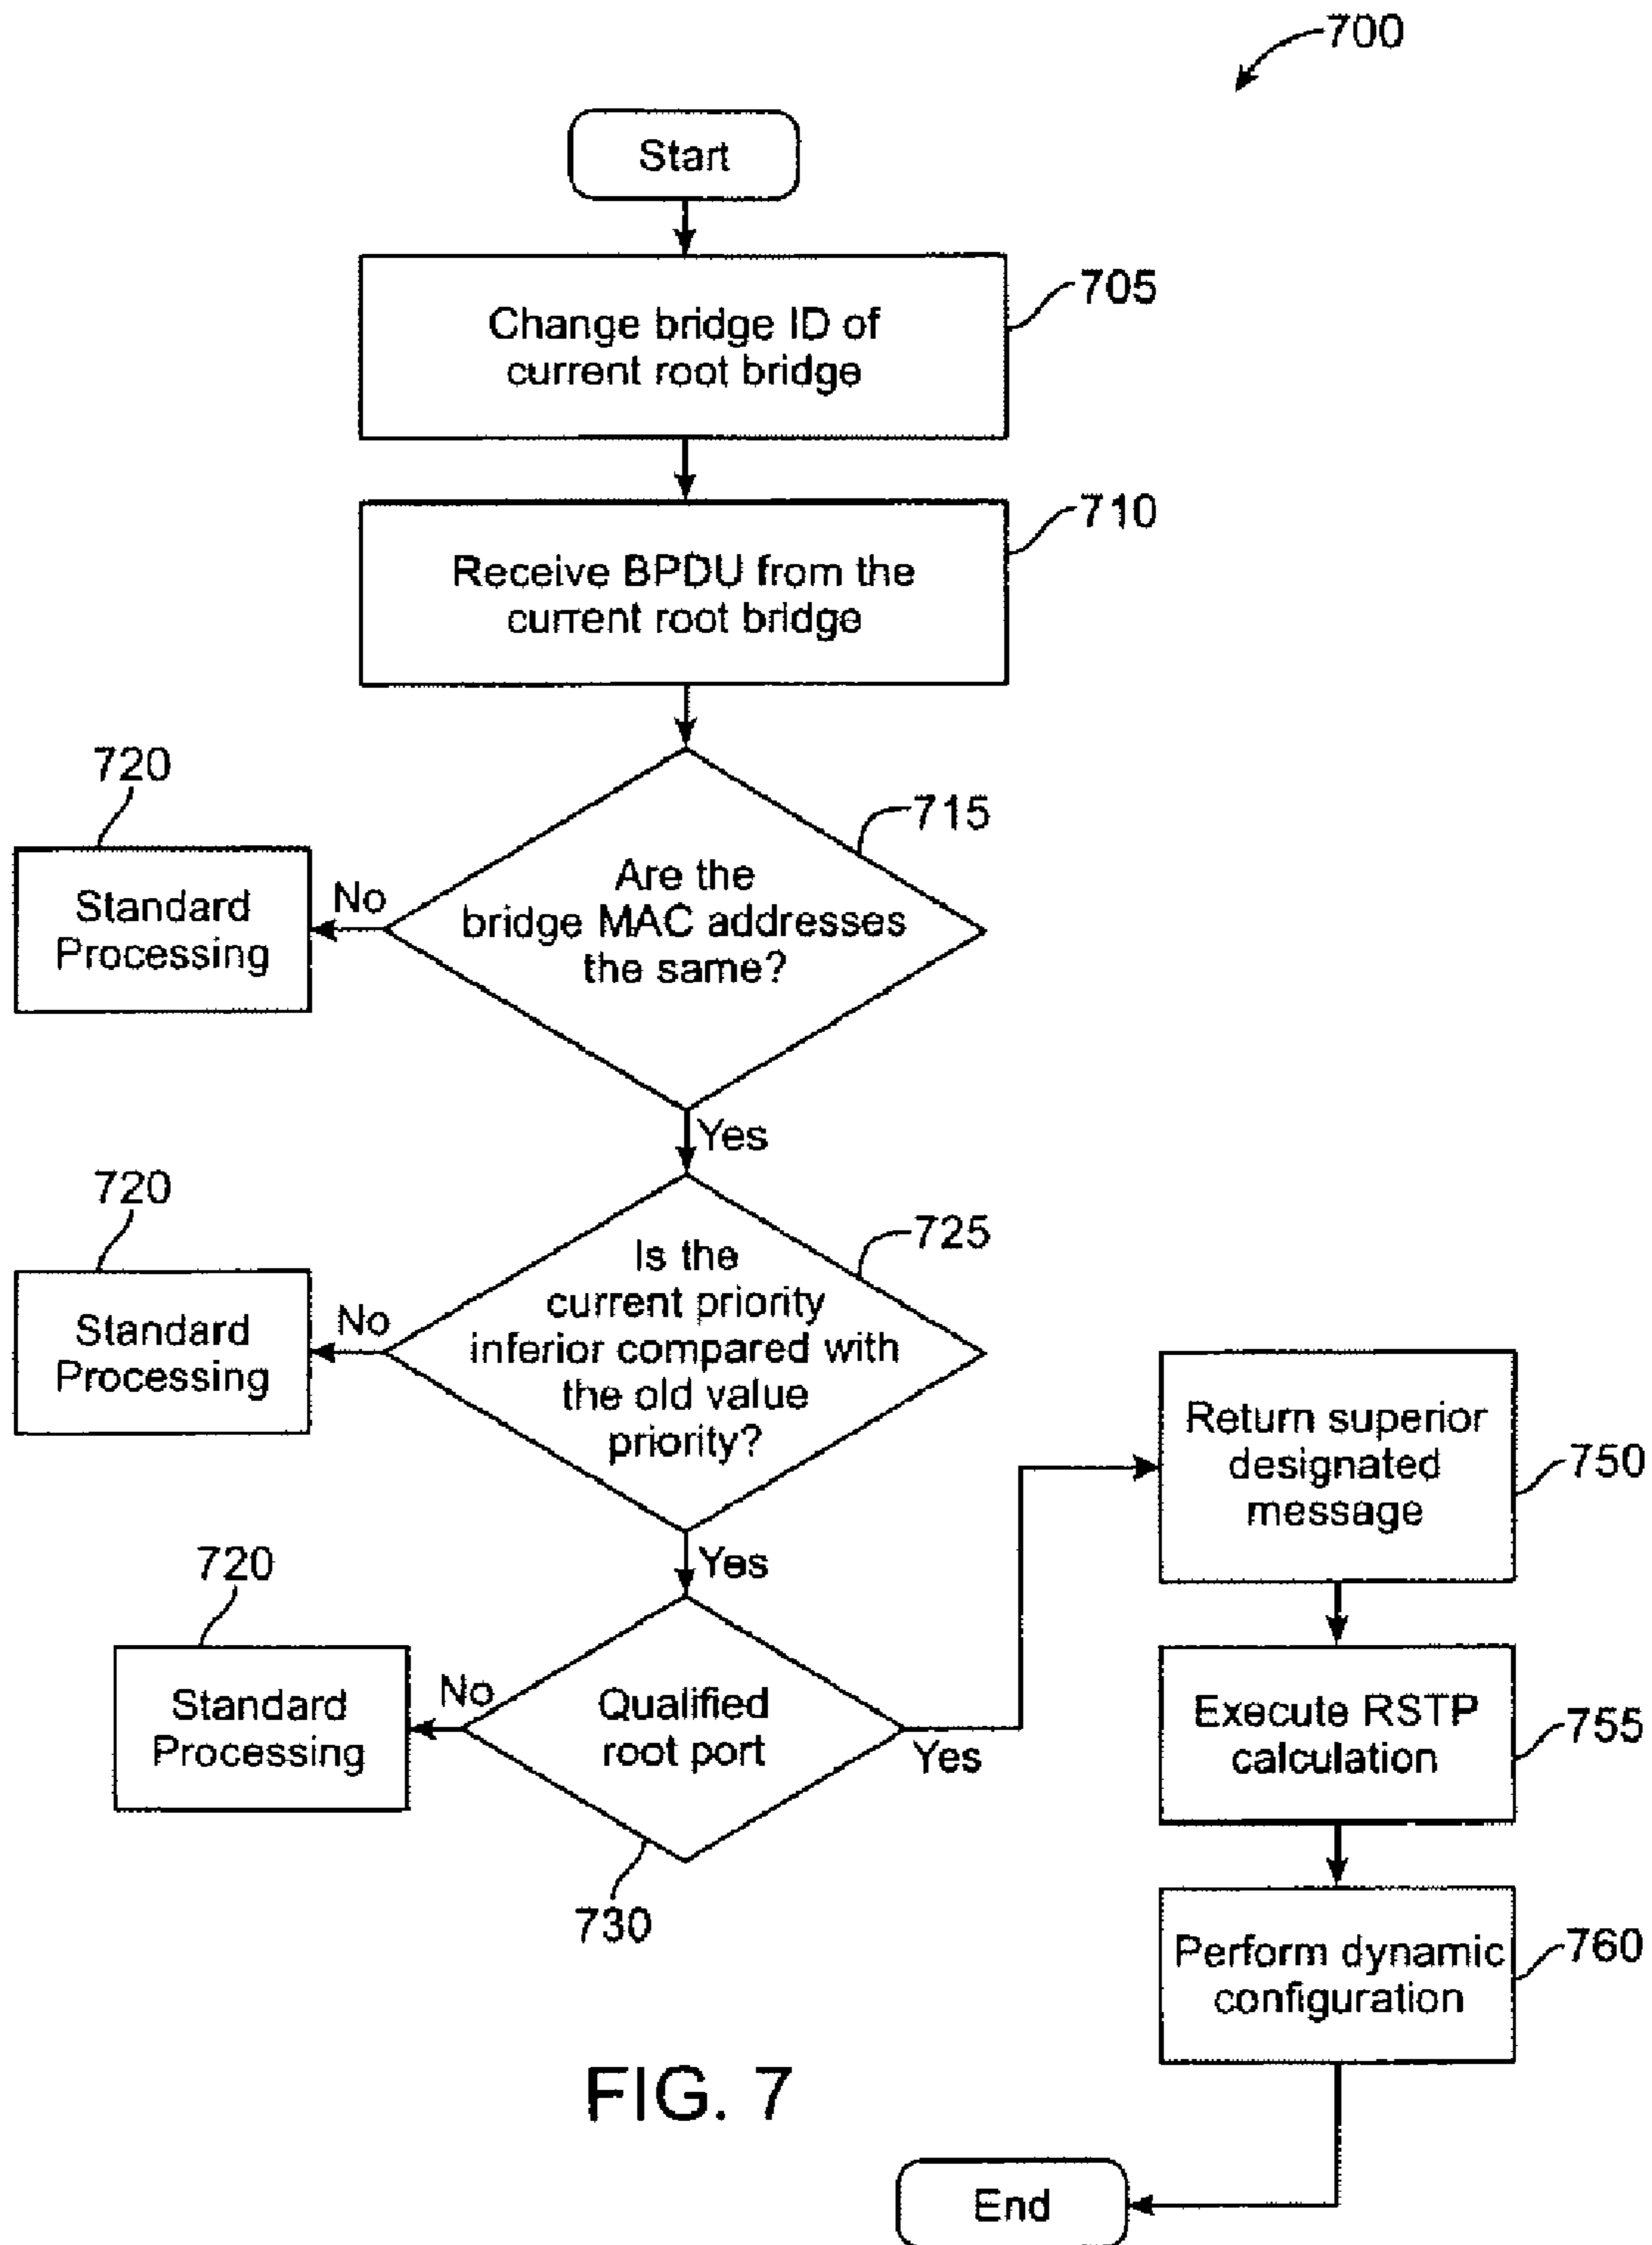 700
Start
Change bridge ID of
current root bridge
705
Receive BPDU from the
current root bridge
710
Are the
bridge MAC addresses
the same?
715
No
720
Standard
Processing
Yes
Is the
current priority
inferior compared with
the old value
priority?
725
No
720
Standard
Processing
Yes
Qualified
root port
730
No
720
Standard
Processing
Yes
Return superior
designated
message
750
Execute RSTP
calculation
755
Perform dynamic
configuration
760
End
FIG. 7